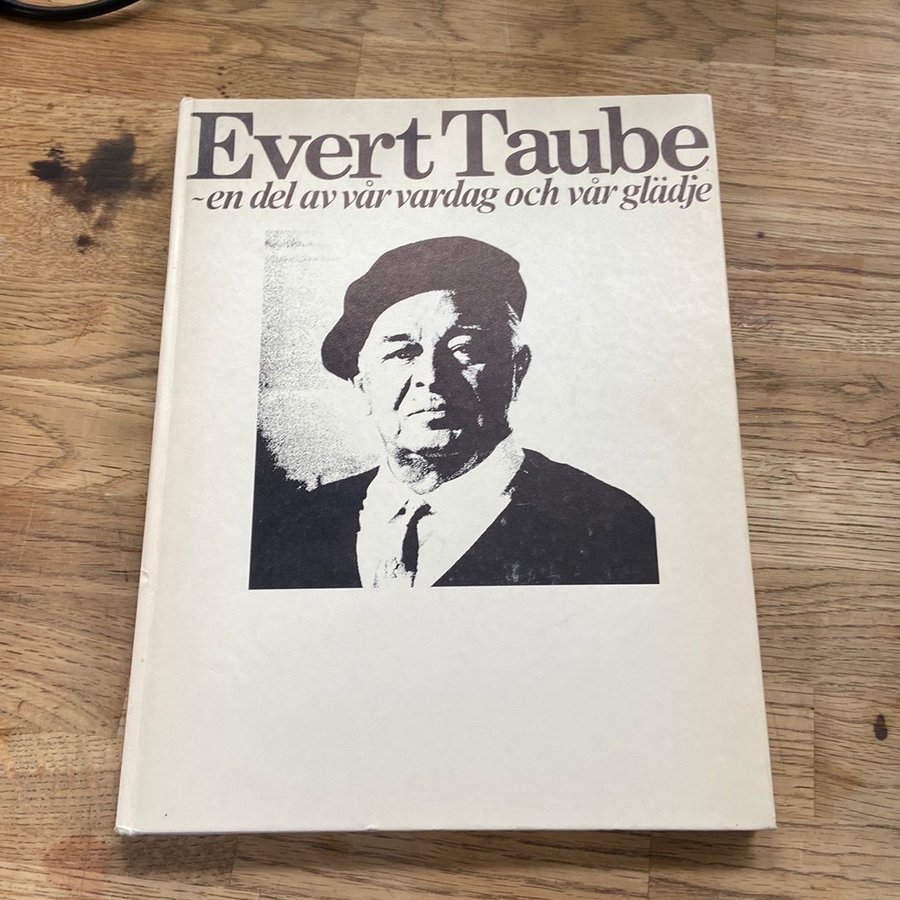 Evert Taube
~en del av vår vardag och vår glädje